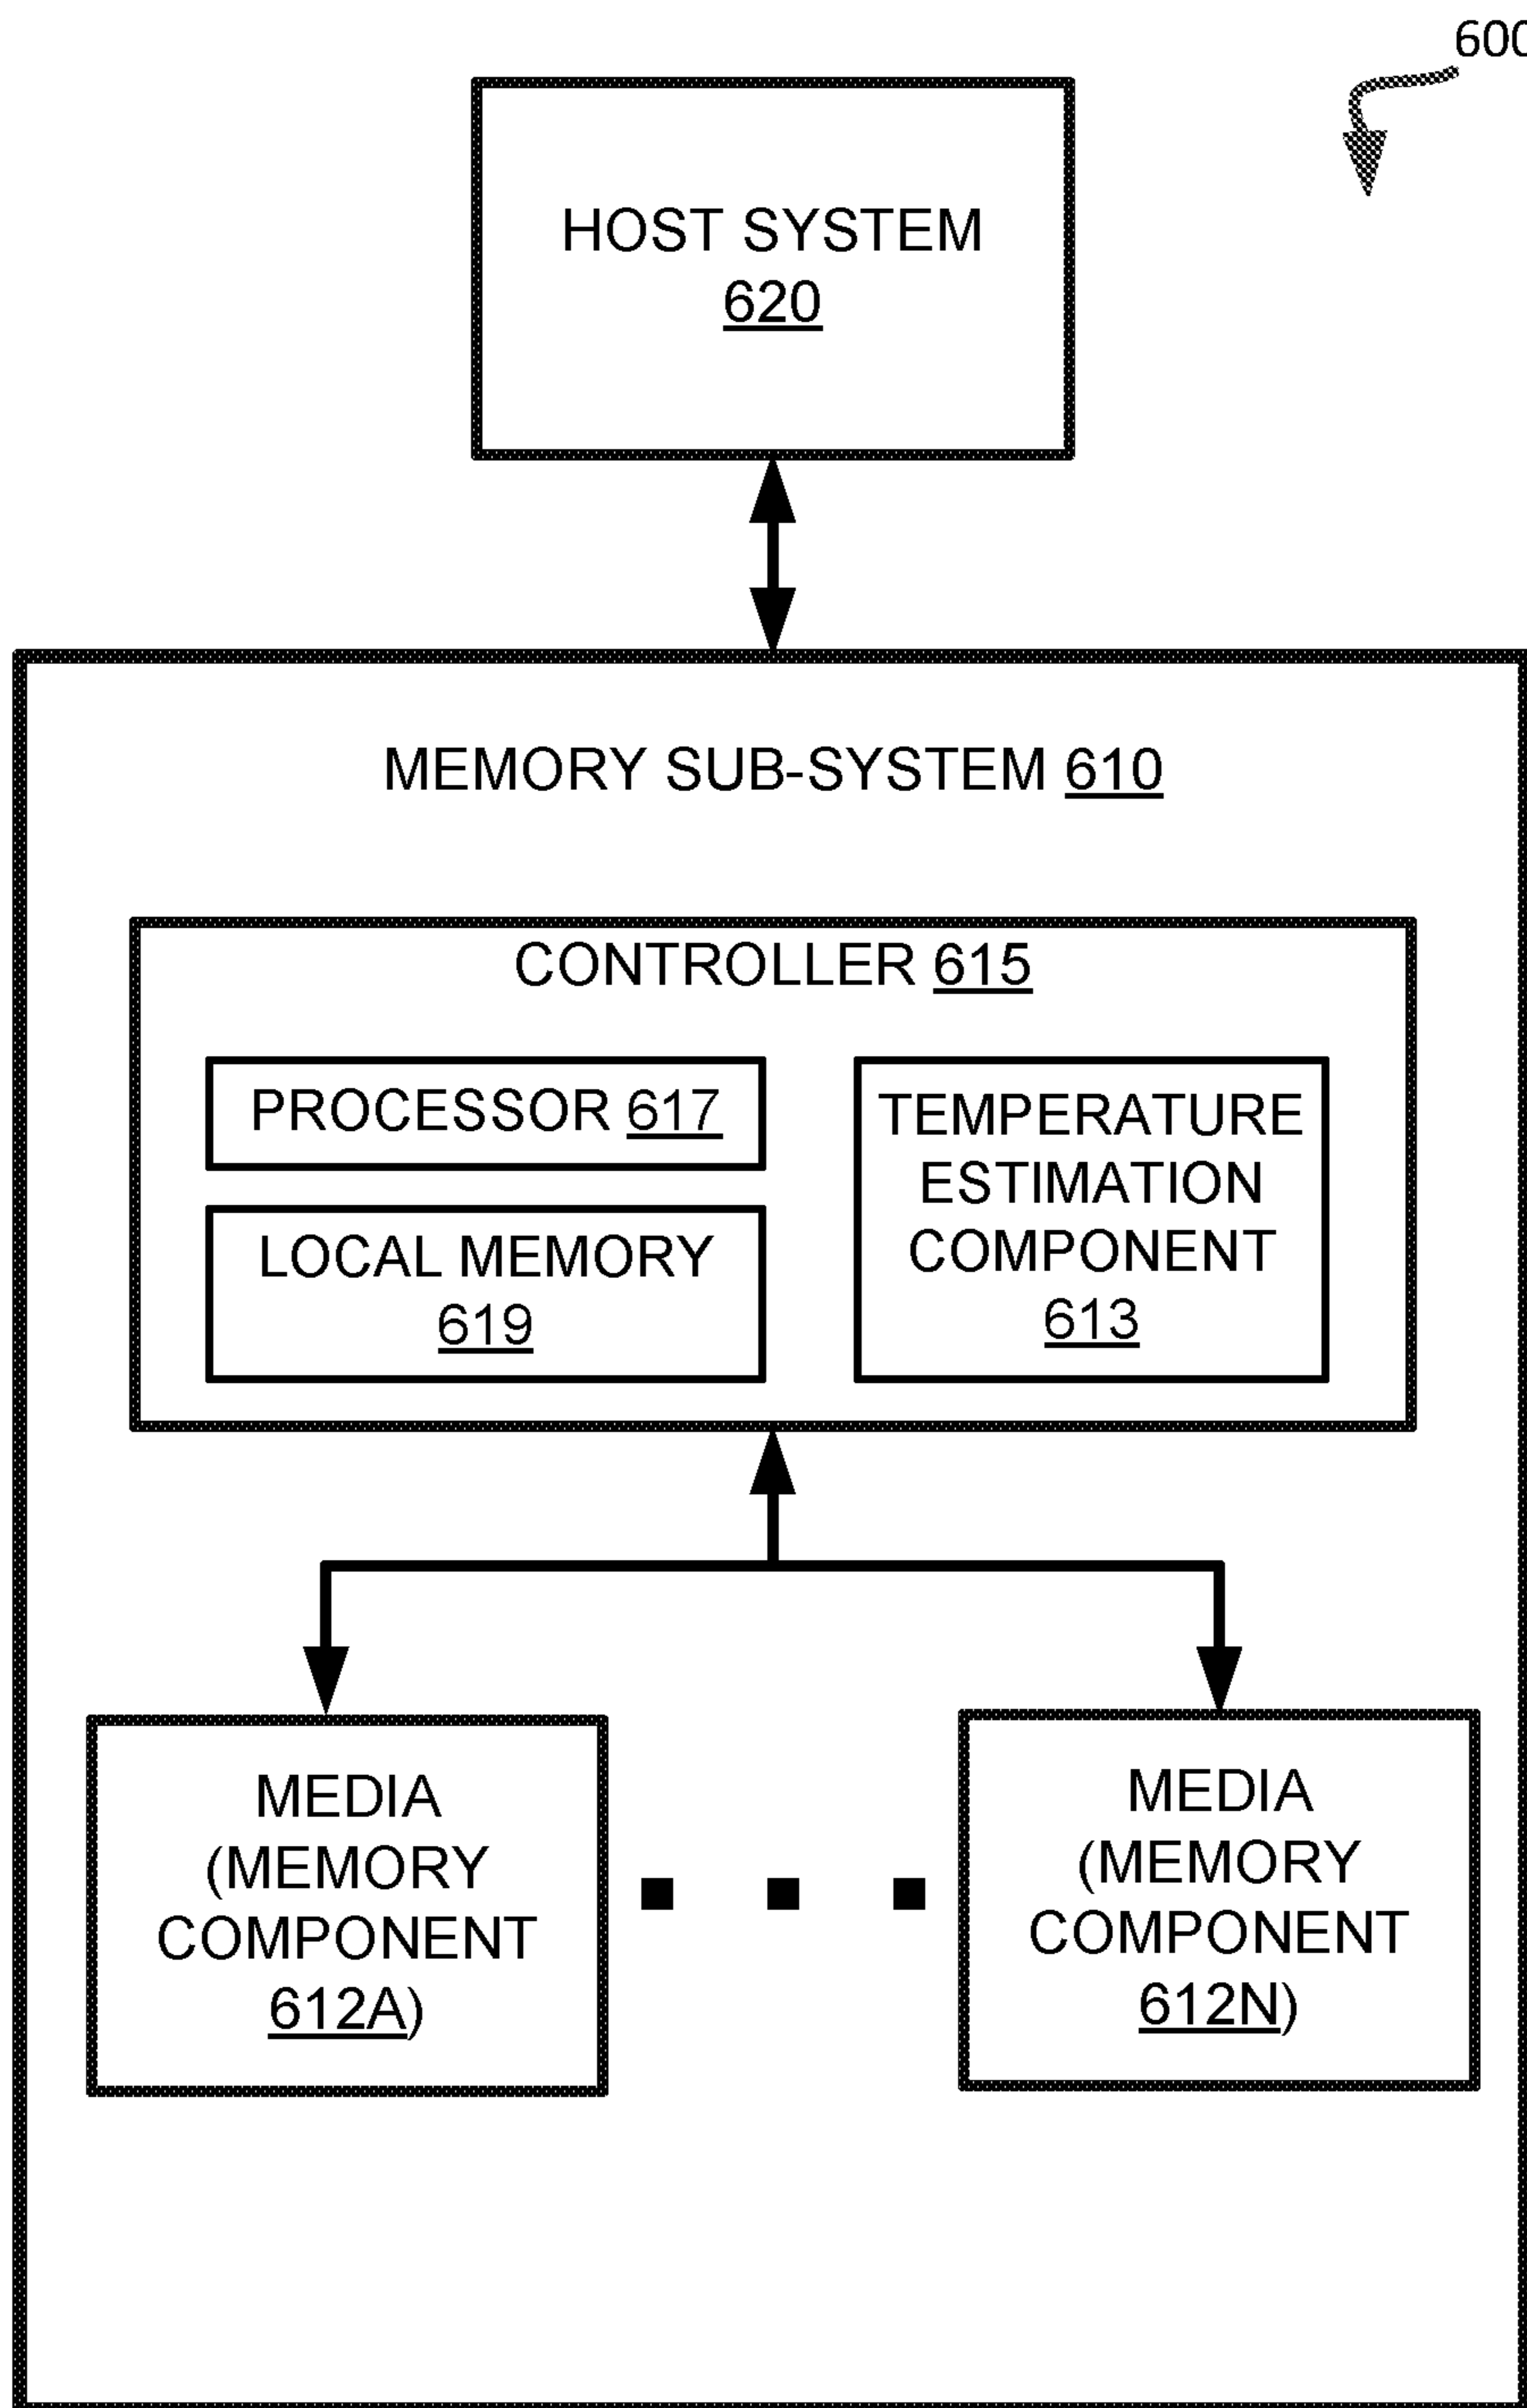 600
HOST SYSTEM
620
MEMORY SUB-SYSTEM 610
CONTROLLER 615
PROCESSOR 617
LOCAL MEMORY
619
TEMPERATURE
ESTIMATION
COMPONENT
613
MEDIA
(MEMORY
COMPONENT
612A)
MEDIA
(MEMORY
COMPONENT
612N)